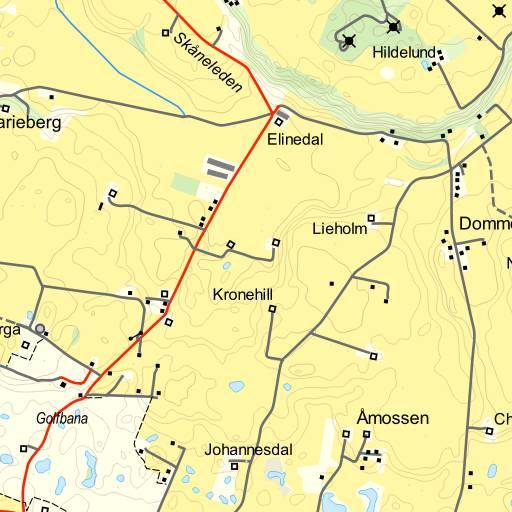 Skåneleden
Hildelund
arieberg
Elinedal
Lieholm
Domme
N
Kronehill
rga
Golfbana
Åmossen
Ch
Johannesdal